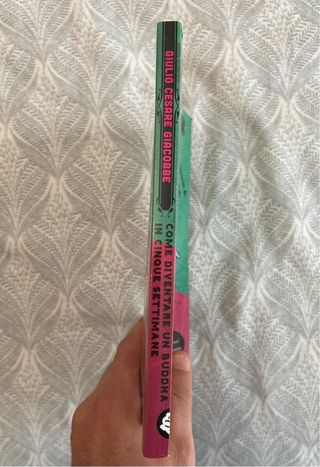 GIULIO CESARE GIACOBBE
COME DIVENTARE UN BUDDHA
IN CINQUE SETTIMANE